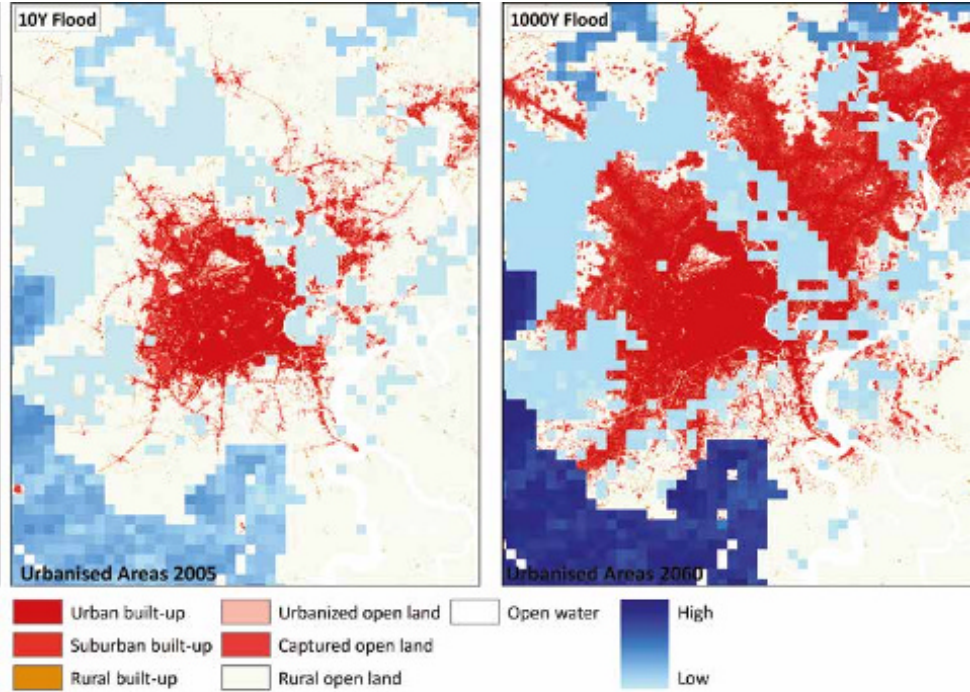 10Y Flood
1000Y Flood
Urbanised Areas 2005
Urbanised Areas 2060
Urban built-up
Urbanized open land
Open water
High
Suburban built-up
Captured open land
Rural built-up
Rural open land
Low